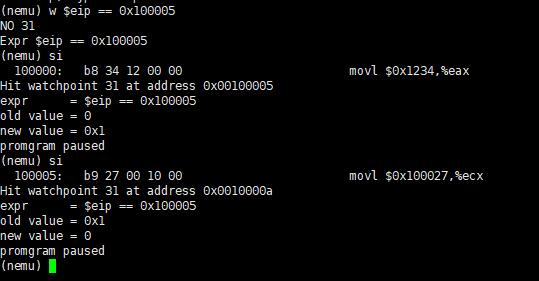 (nemu) w $eip == 0x100005
NO 31
Expr $eip == 0x100005
(nemu) si
100000: b8 34 12 00 00 movl $0x1234,%eax
Hit watchpoint 31 at address 0x00100005
expr = $eip == 0x100005
old value = 0
new value = 0x1
promgram paused
(nemu) si
100005: b9 27 00 10 00 movl $0x100027,%ecx
Hit watchpoint 31 at address 0x0010000a
expr = $eip == 0x100005
old value = 0x1
new value = 0
promgram paused
(nemu)